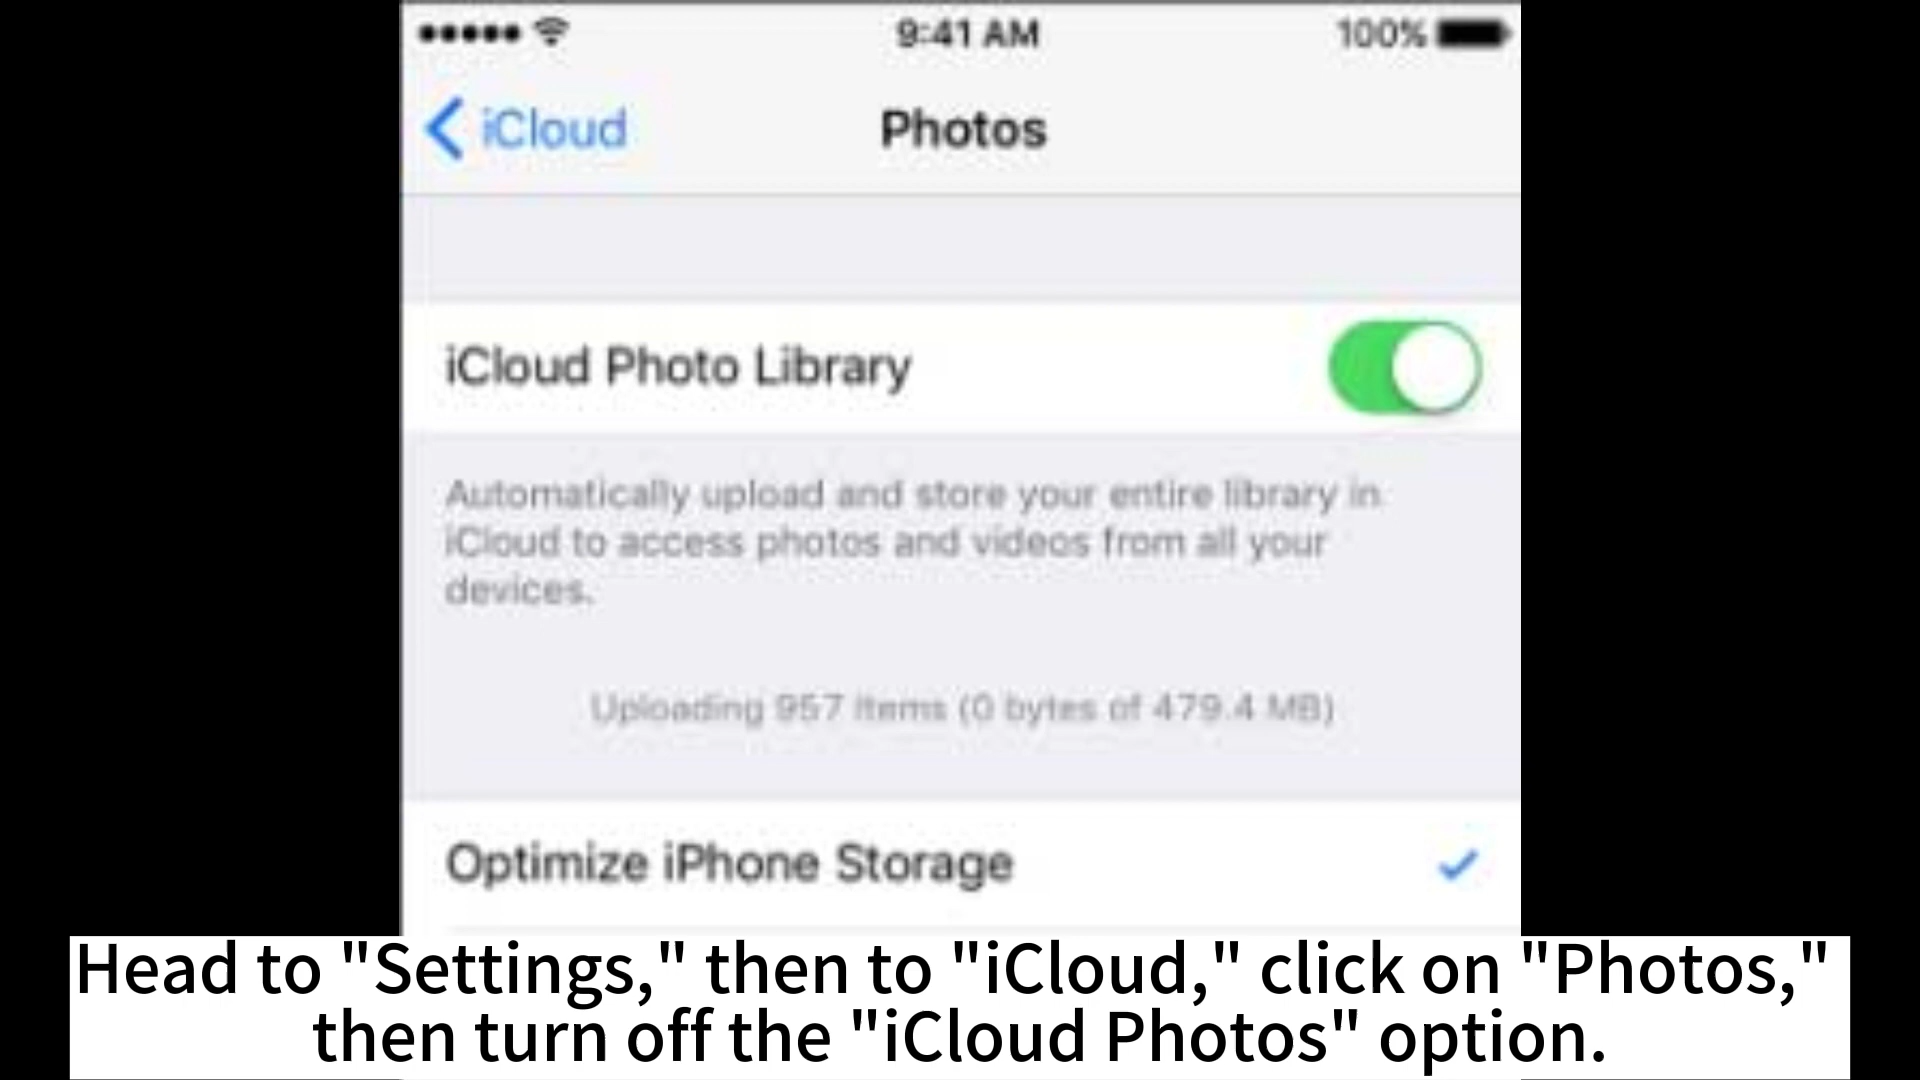 9:41 AM
100%
iCloud
Photos
iCloud Photo Library
Automatically upload and store your entire library in
iCloud to access photos and videos from all your
devices.
Uploading 957 items (0 bytes of 479.4 MB)
Optimize iPhone Storage
Head to "Settings," then to "iCloud," click on "Photos,"
then turn off the "iCloud Photos" option.